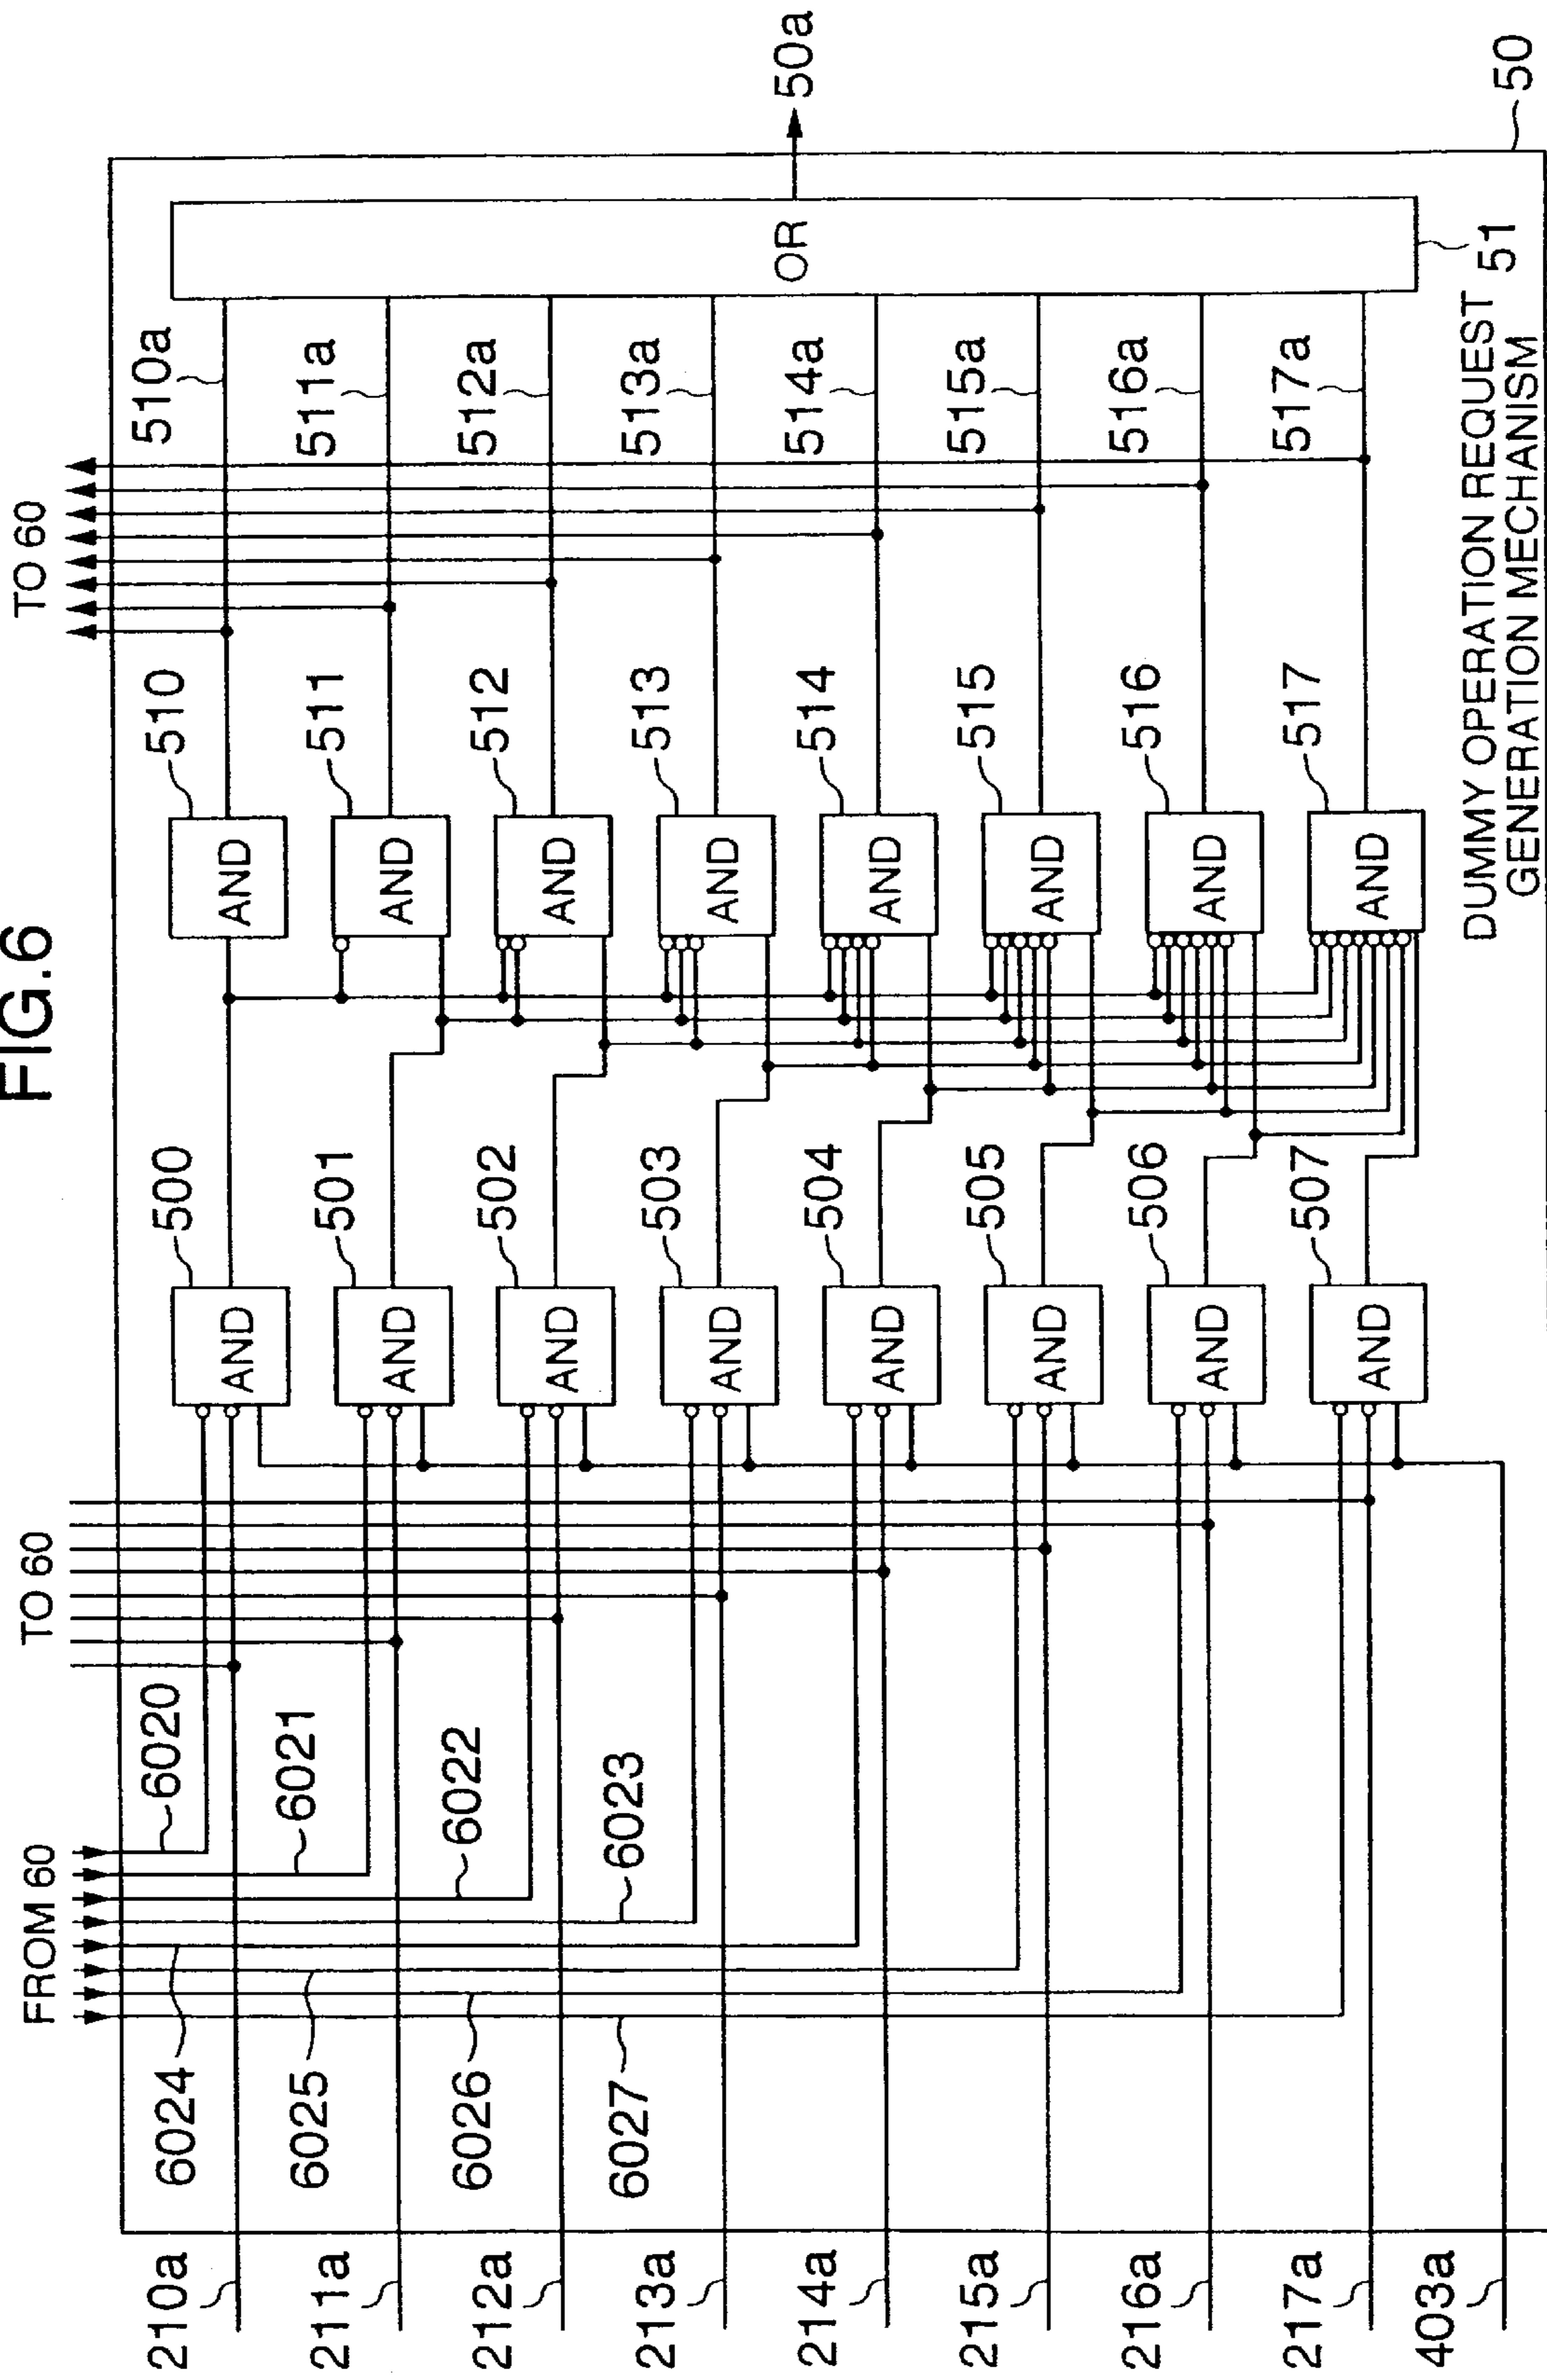 FIG.6
FROM 60
TO 60
TO 60
210a
211a
212a
213a
214a
215a
216a
217a
403a
6024
6025
6026
6027
6020
6021
6022
6023
500
501
502
503
504
505
506
507
AND
AND
AND
AND
AND
AND
AND
AND
510
511
512
513
514
515
516
517
AND
AND
AND
AND
AND
AND
AND
AND
510a
511a
512a
513a
514a
515a
516a
517a
OR
50a
51
50
DUMMY OPERATION REQUEST
GENERATION MECHANISM